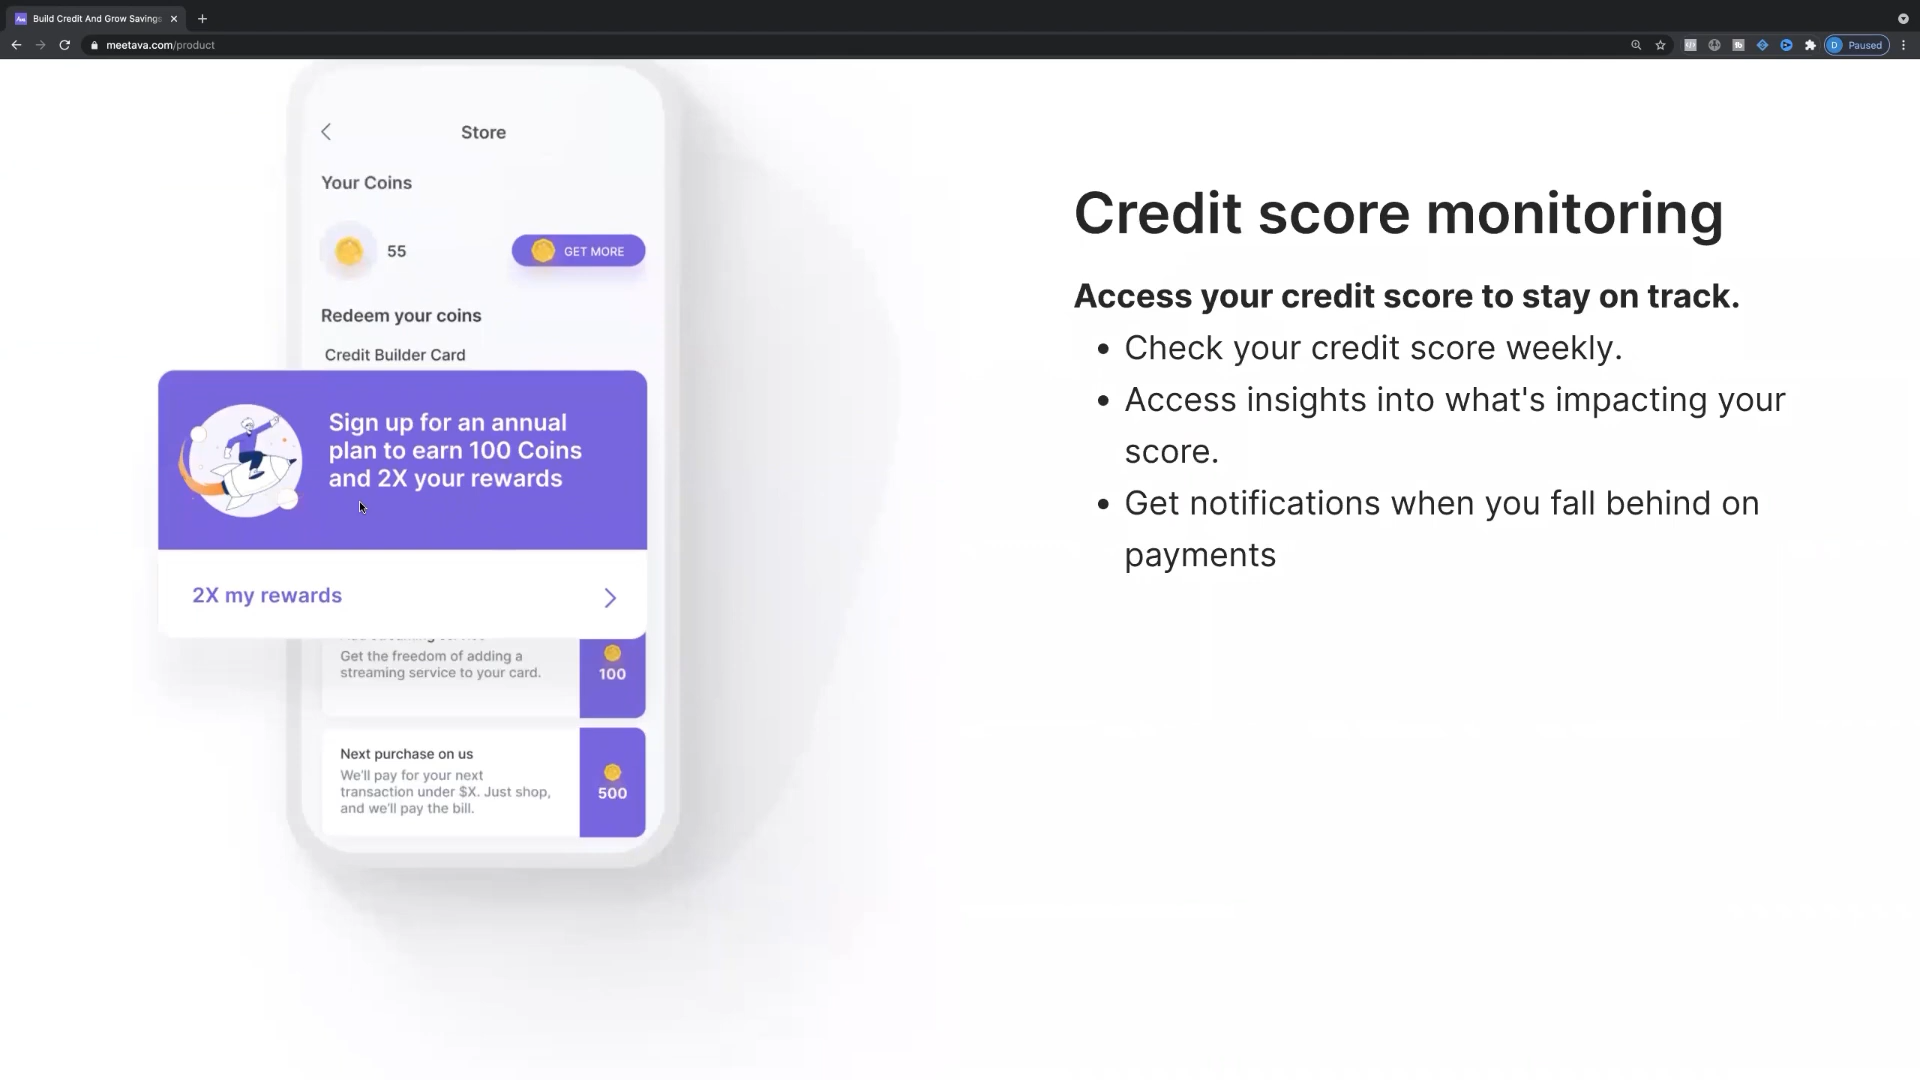 Build Credit And Grow Savings
meetava.com/product
Paused
Store
Your Coins
55
GET MORE
Redeem your coins
Credit Builder Card
Sign up for an annual
plan to earn 100 Coins
and 2X your rewards
2X my rewards
Get the freedom of adding a
streaming service to your card.
100
Next purchase on us
We'll pay for your next
transaction under $X. Just shop,
and we'll pay the bill.
500
Credit score monitoring
Access your credit score to stay on track.
• Check your credit score weekly.
• Access insights into what's impacting your
score.
• Get notifications when you fall behind on
payments